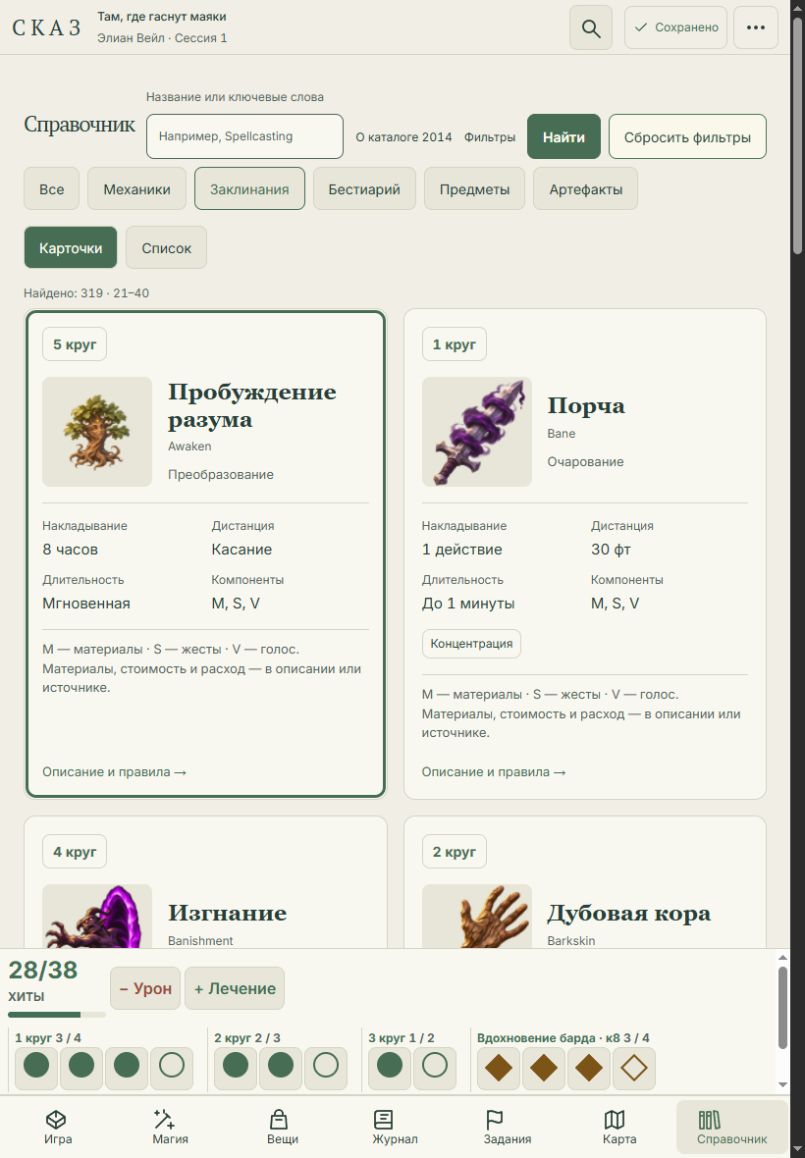 СКАЗ
Там, где гаснут маяки
Элиан Вейл · Сессия 1
Сохранено
Название или ключевые слова
Справочник
Например, Spellcasting
О каталоге 2014
Фильтры
Найти
Сбросить фильтры
Все
Механики
Заклинания
Бестиарий
Предметы
Артефакты
Карточки
Список
Найдено: 319 · 21–40
5 круг
Пробуждение
разума
Awaken
Преобразование
Накладывание
Дистанция
8 часов
Касание
Длительность
Компоненты
Мгновенная
M, S, V
M — материалы · S — жесты · V — голос.
Материалы, стоимость и расход — в описании или
источнике.
Описание и правила →
1 круг
Порча
Bane
Очарование
Накладывание
Дистанция
1 действие
30 фт
Длительность
Компоненты
До 1 минуты
M, S, V
Концентрация
M — материалы · S — жесты · V — голос.
Материалы, стоимость и расход — в описании или
источнике.
Описание и правила →
4 круг
Изгнание
Banishment
2 круг
Дубовая кора
Barkskin
28/38
ХИТЫ
− Урон
+ Лечение
1 круг 3 / 4
2 круг 2 / 3
3 круг 1 / 2
Вдохновение барда · к8 3 / 4
Игра
Магия
Вещи
Журнал
Задания
Карта
Справочник